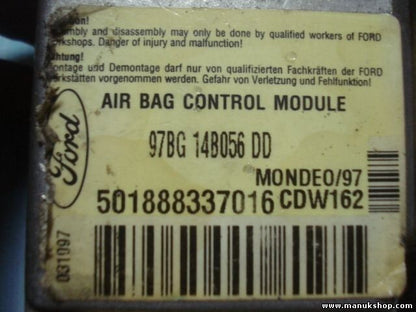 sembly and disassembly may only be done by qualified workers of FORD
workshops. Danger of injury and malfunction!
ontage und Demontage darf nur von qualifizierten Fachkräften der FORD
erkstätten vorgenommen werden. Gefahr von Verletzung und Fehlfunktion!
AIR BAG CONTROL MODULE
Ford
97BG 14B056 DD
MONDEO/97
501888337016 CDW162
031097
www.manukshop.com